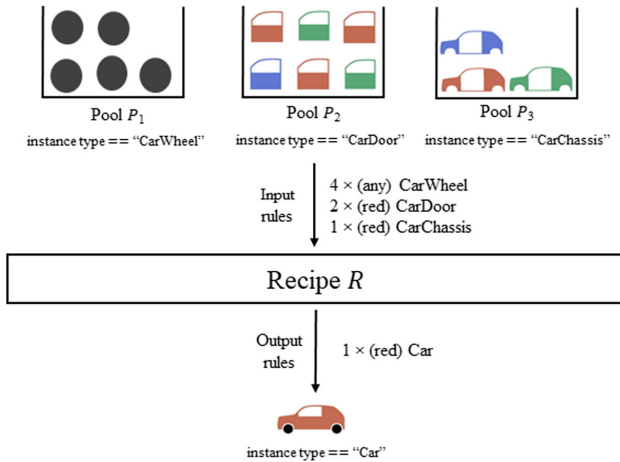 Pool P1
instance type == “CarWheel”
Pool P2
instance type == “CarDoor”
Pool P3
instance type == “CarChassis”
Input
rules
4 × (any) CarWheel
2 × (red) CarDoor
1 × (red) CarChassis
Recipe R
Output
rules
1 × (red) Car
instance type == “Car”